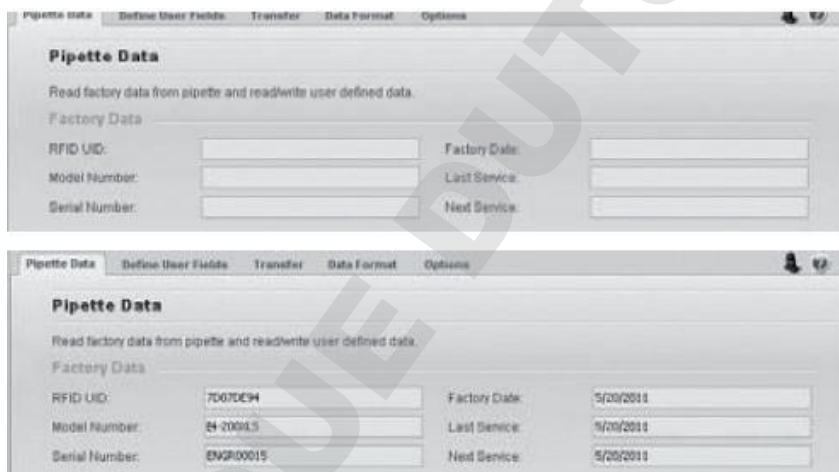 Pipette Data Define User Fields Transfer Data Format Options
Pipette Data
Read factory data from pipette and read/write user defined data.
Factory Data
RFID UID: Factory Date:
Model Number: Last Service:
Serial Number: Next Service:
Pipette Data Define User Fields Transfer Data Format Options
Pipette Data
Read factory data from pipette and read/write user defined data.
Factory Data
RFID UID: 7D07DE94 Factory Date: 5/20/2011
Model Number: Last Service: 5/20/2011
Serial Number: ENGR00015 Next Service: 5/20/2011